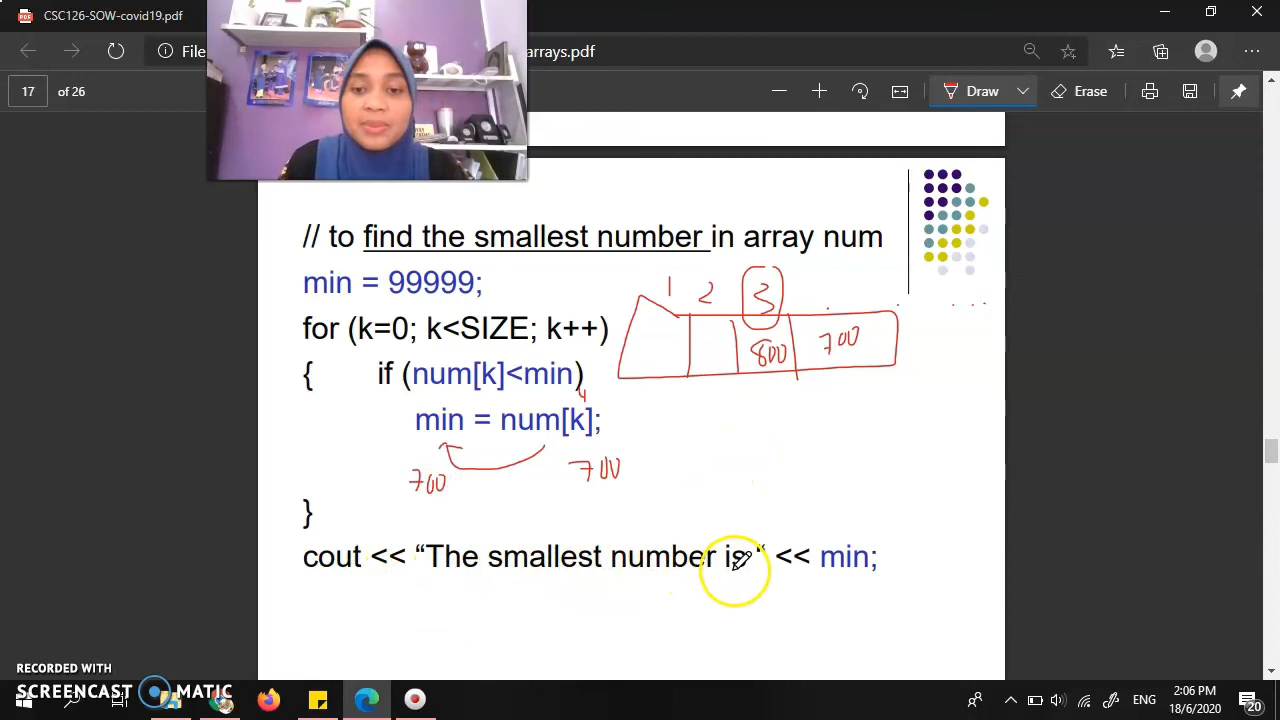 CSC126-SOW-covid19.pdf
File
arrays.pdf
17 of 26
Draw
Erase
// to find the smallest number in array num
min = 99999;
1 2 3 . . ...
for (k=0; k<SIZE; k++)
800 700
{ if (num[k]<min)
4
min = num[k];
700 700
}
cout << “The smallest number is “ << min;
RECORDED WITH
SCREENCAST MATIC
ENG
2:06 PM
18/6/2020
20